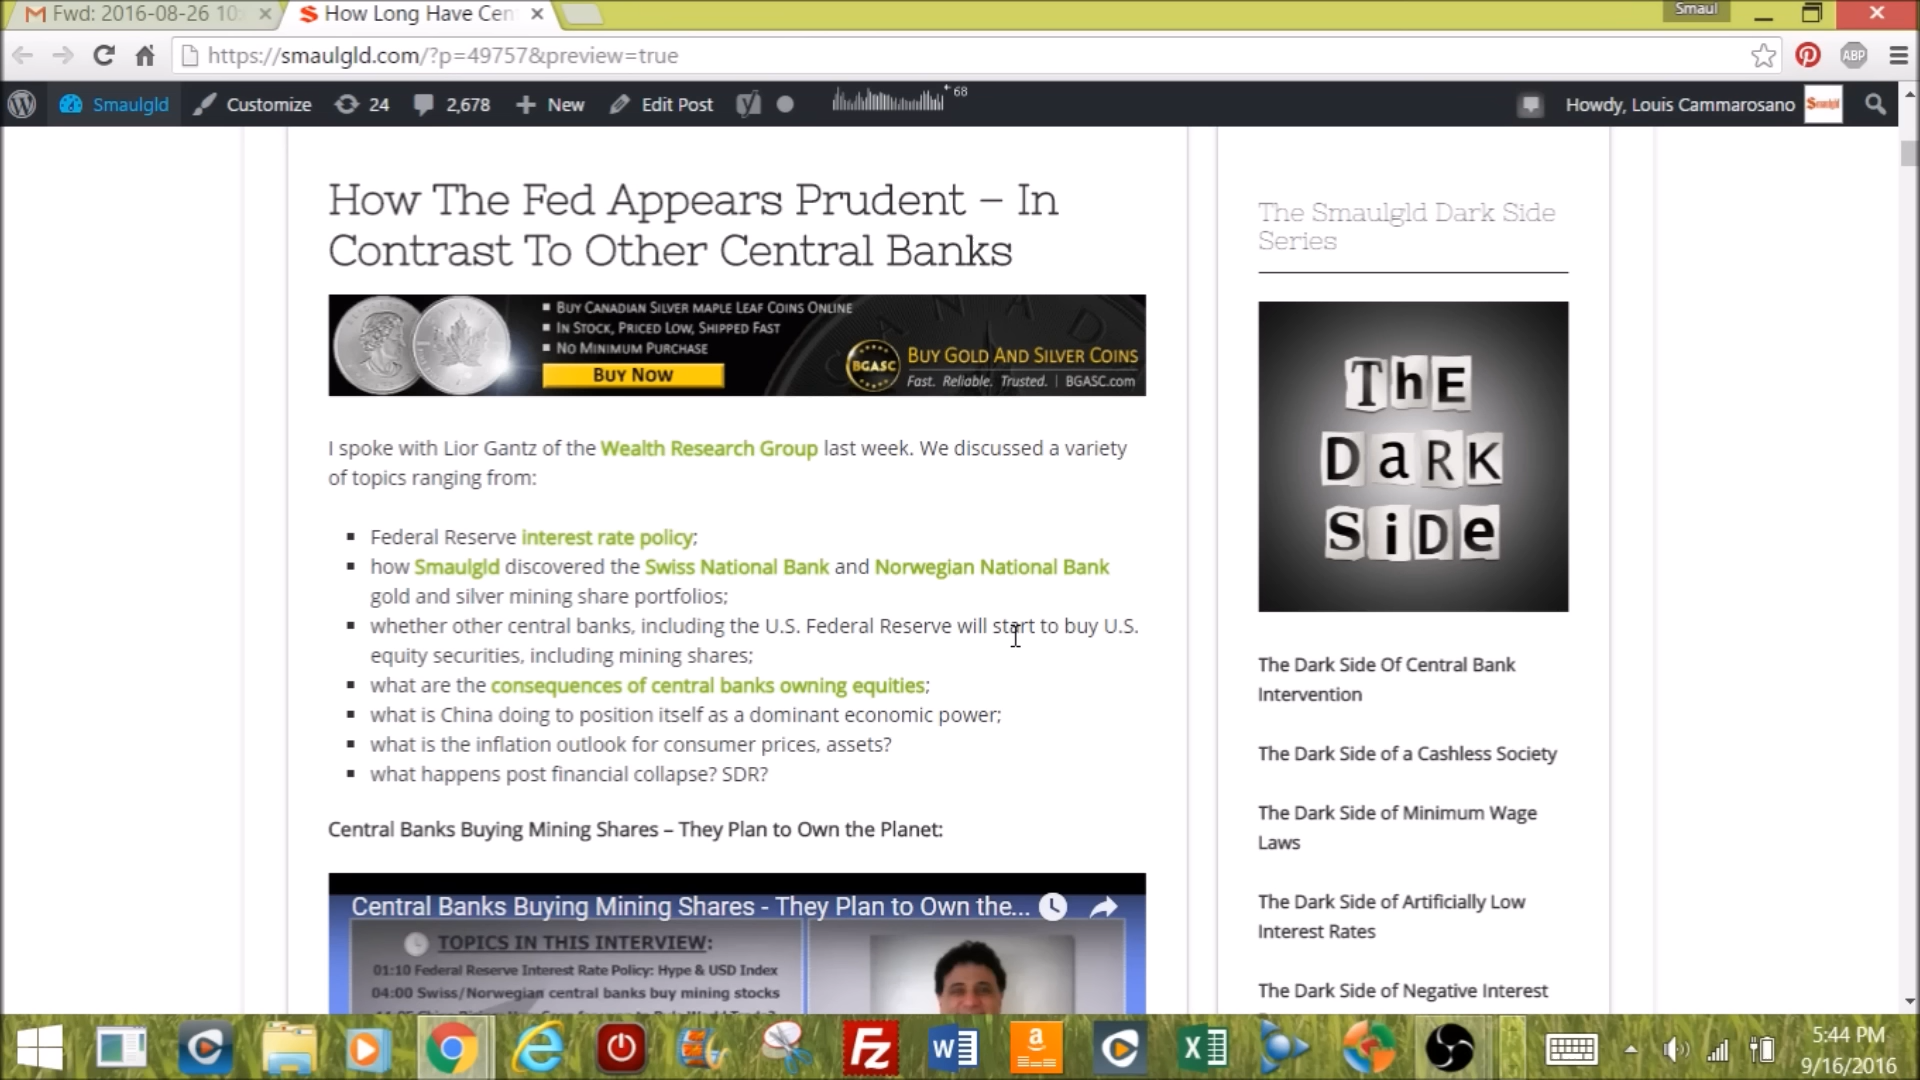 Fwd: 2016-08-26 10
How Long Have Cen
Smaul
https://smaulgld.com/?p=49757&preview=true
ABP
Smaulgld
Customize
24
2,678
New
Edit Post
68
Howdy, Louis Cammarosano
How The Fed Appears Prudent – In
Contrast To Other Central Banks
BUY CANADIAN SILVER MAPLE LEAF COINS ONLINE
IN STOCK, PRICED LOW, SHIPPED FAST
NO MINIMUM PURCHASE
BUY NOW
CANAD
BGASC
BUY GOLD AND SILVER COINS
Fast. Reliable. Trusted. | BGASC.com
I spoke with Lior Gantz of the Wealth Research Group last week. We discussed a variety
of topics ranging from:
Federal Reserve interest rate policy;
how Smaulgld discovered the Swiss National Bank and Norwegian National Bank
gold and silver mining share portfolios;
whether other central banks, including the U.S. Federal Reserve will start to buy U.S.
equity securities, including mining shares;
what are the consequences of central banks owning equities;
what is China doing to position itself as a dominant economic power;
what is the inflation outlook for consumer prices, assets?
what happens post financial collapse? SDR?
Central Banks Buying Mining Shares – They Plan to Own the Planet:
Central Banks Buying Mining Shares - They Plan to Own the...
TOPICS IN THIS INTERVIEW:
01:10 Federal Reserve Interest Rate Policy: Hype & USD Index
04:00 Swiss/Norwegian central banks buy mining stocks
The Smaulgld Dark Side
Series
ThE
DaRK
SiDe
The Dark Side Of Central Bank
Intervention
The Dark Side of a Cashless Society
The Dark Side of Minimum Wage
Laws
The Dark Side of Artificially Low
Interest Rates
The Dark Side of Negative Interest
5:44 PM
9/16/2016